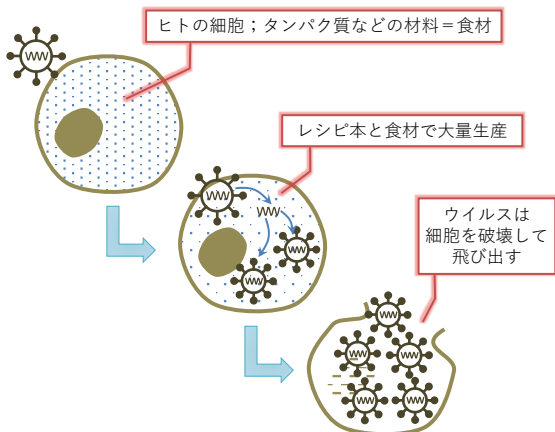 ヒトの細胞；タンパク質などの材料＝食材
レシピ本と食材で大量生産
ウイルスは
細胞を破壊して
飛び出す